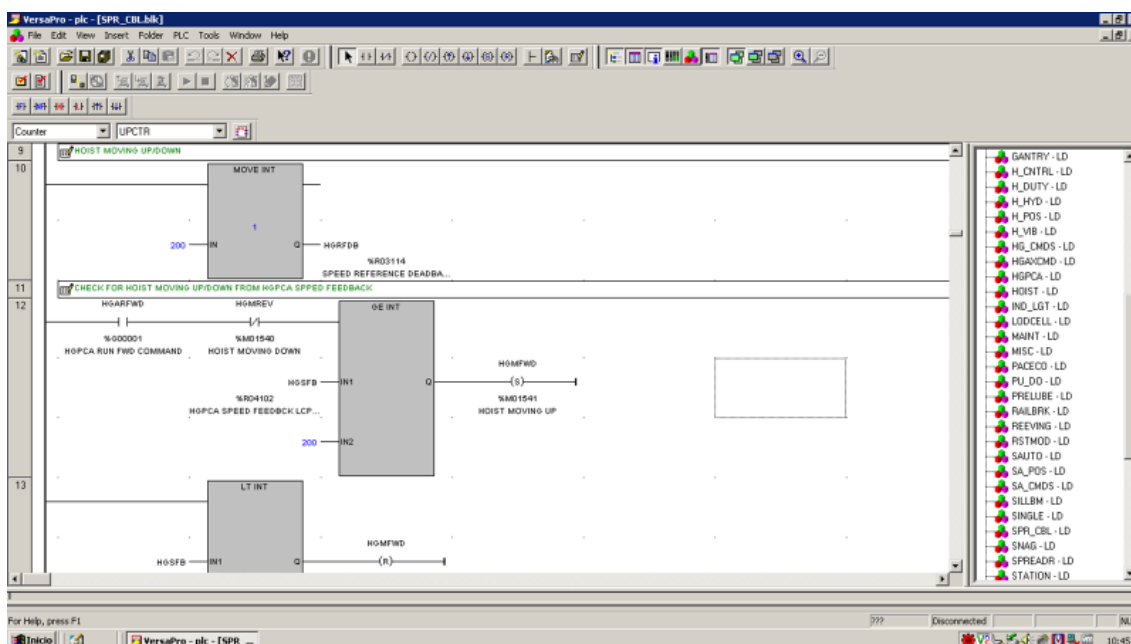 VersaPro - plc - [SPR_CBL.blk]
File Edit View Insert Folder PLC Tools Window Help
Counter UPCTR
9 HOIST MOVING UP/DOWN
10 MOVE INT
1
200 IN Q HGRFDB
%R03114
SPEED REFERENCE DEADBA...
11 CHECK FOR HOIST MOVING UP/DOWN FROM HGPCA SPPED FEEDBACK
12 HGARFWD HGMREV GE INT
%G00001 %M01540
HGPCA RUN FWD COMMAND HOIST MOVING DOWN
HGMFWD
HGSFB IN1 Q (S)
%R04102 %M01541
HGPCA SPEED FEEDBCK LCP... HOIST MOVING UP
200 IN2
13 LT INT
HGMFWD
HGSFB IN1 Q (R)
GANTRY - LD
H_CNTRL - LD
H_DUTY - LD
H_HYD - LD
H_POS - LD
H_VIB - LD
HG_CMDS - LD
HGAXCMD - LD
HGPCA - LD
HOIST - LD
IND_LGT - LD
LODCELL - LD
MAINT - LD
MISC - LD
PACECO - LD
PU_DO - LD
PRELUBE - LD
RAILBRK - LD
REEVING - LD
RSTMOD - LD
SAUTO - LD
SA_POS - LD
SA_CMDS - LD
SILLBM - LD
SINGLE - LD
SPR_CBL - LD
SNAG - LD
SPREADR - LD
STATION - LD
For Help, press F1 ??? Disconnected NU
Inicio VersaPro - plc - [SPR_... 10:45